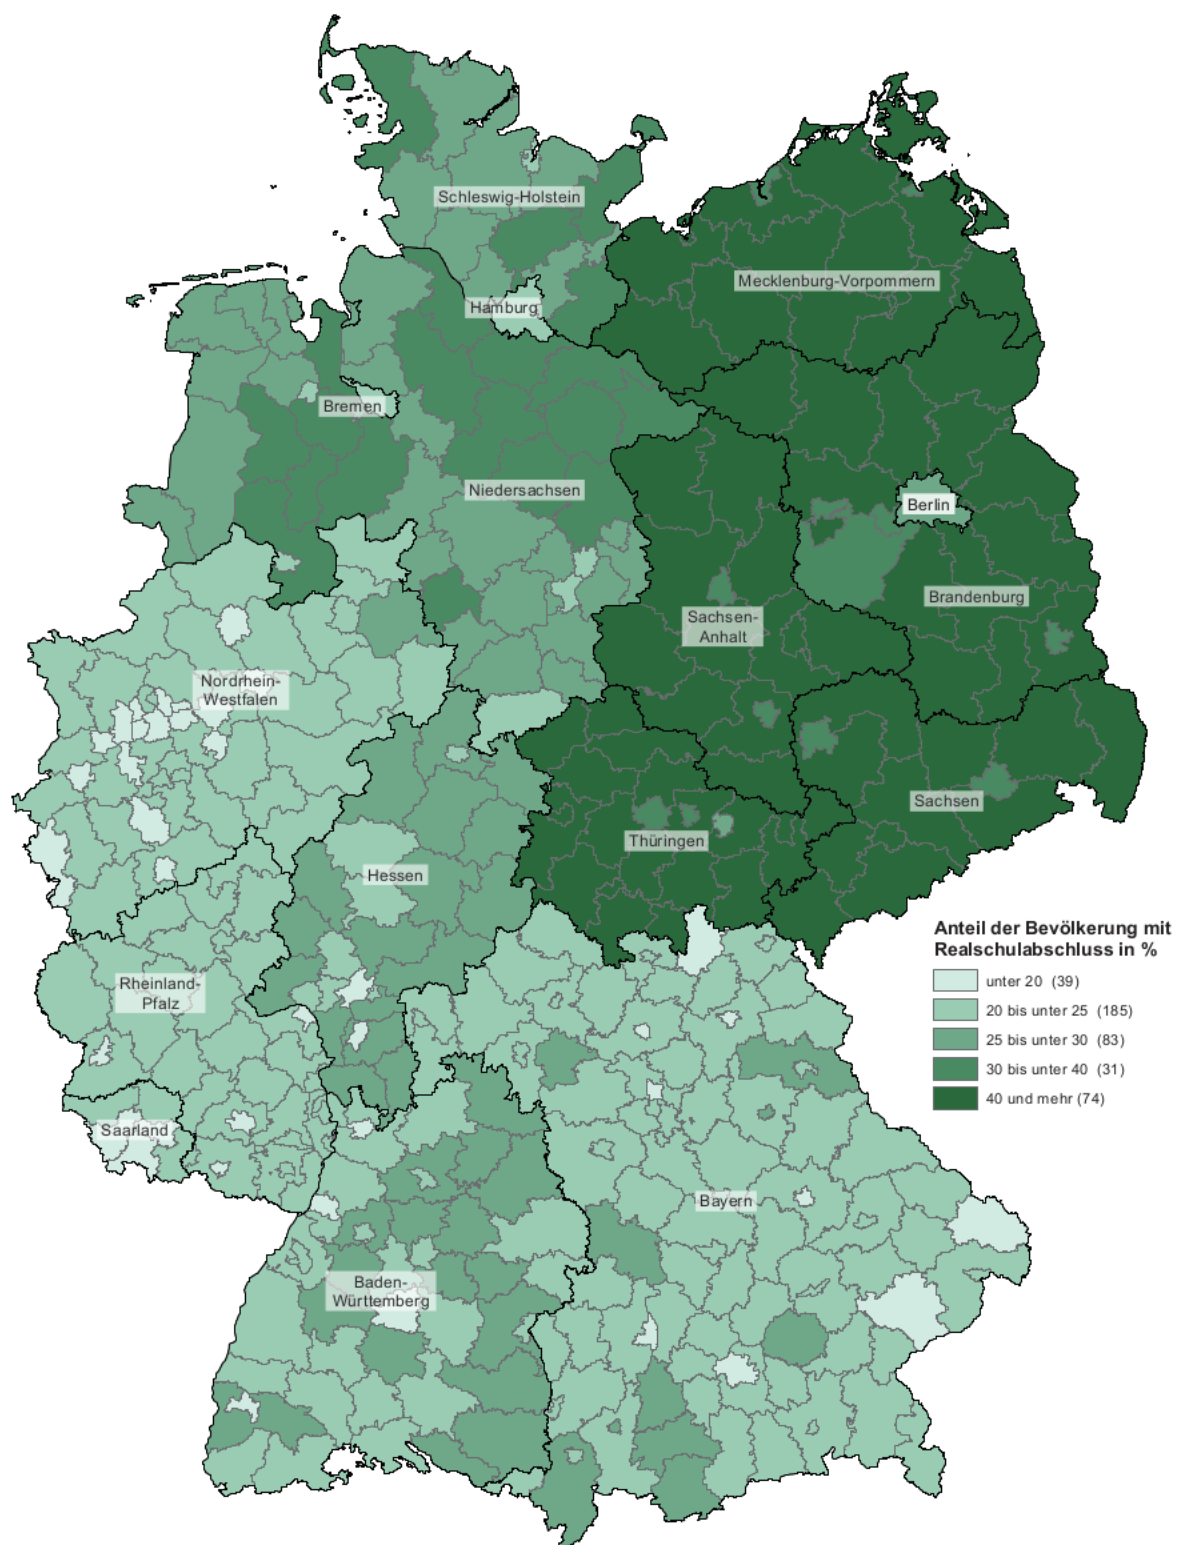 Schleswig-Holstein
Mecklenburg-Vorpommern
Hamburg
Bremen
Niedersachsen
Berlin
Brandenburg
Sachsen-
Anhalt
Nordrhein-
Westfalen
Sachsen
Thüringen
Hessen
Rheinland-
Pfalz
Saarland
Bayern
Baden-
Württemberg
Anteil der Bevölkerung mit
Realschulabschluss in %
unter 20 (39)
20 bis unter 25 (185)
25 bis unter 30 (83)
30 bis unter 40 (31)
40 und mehr (74)